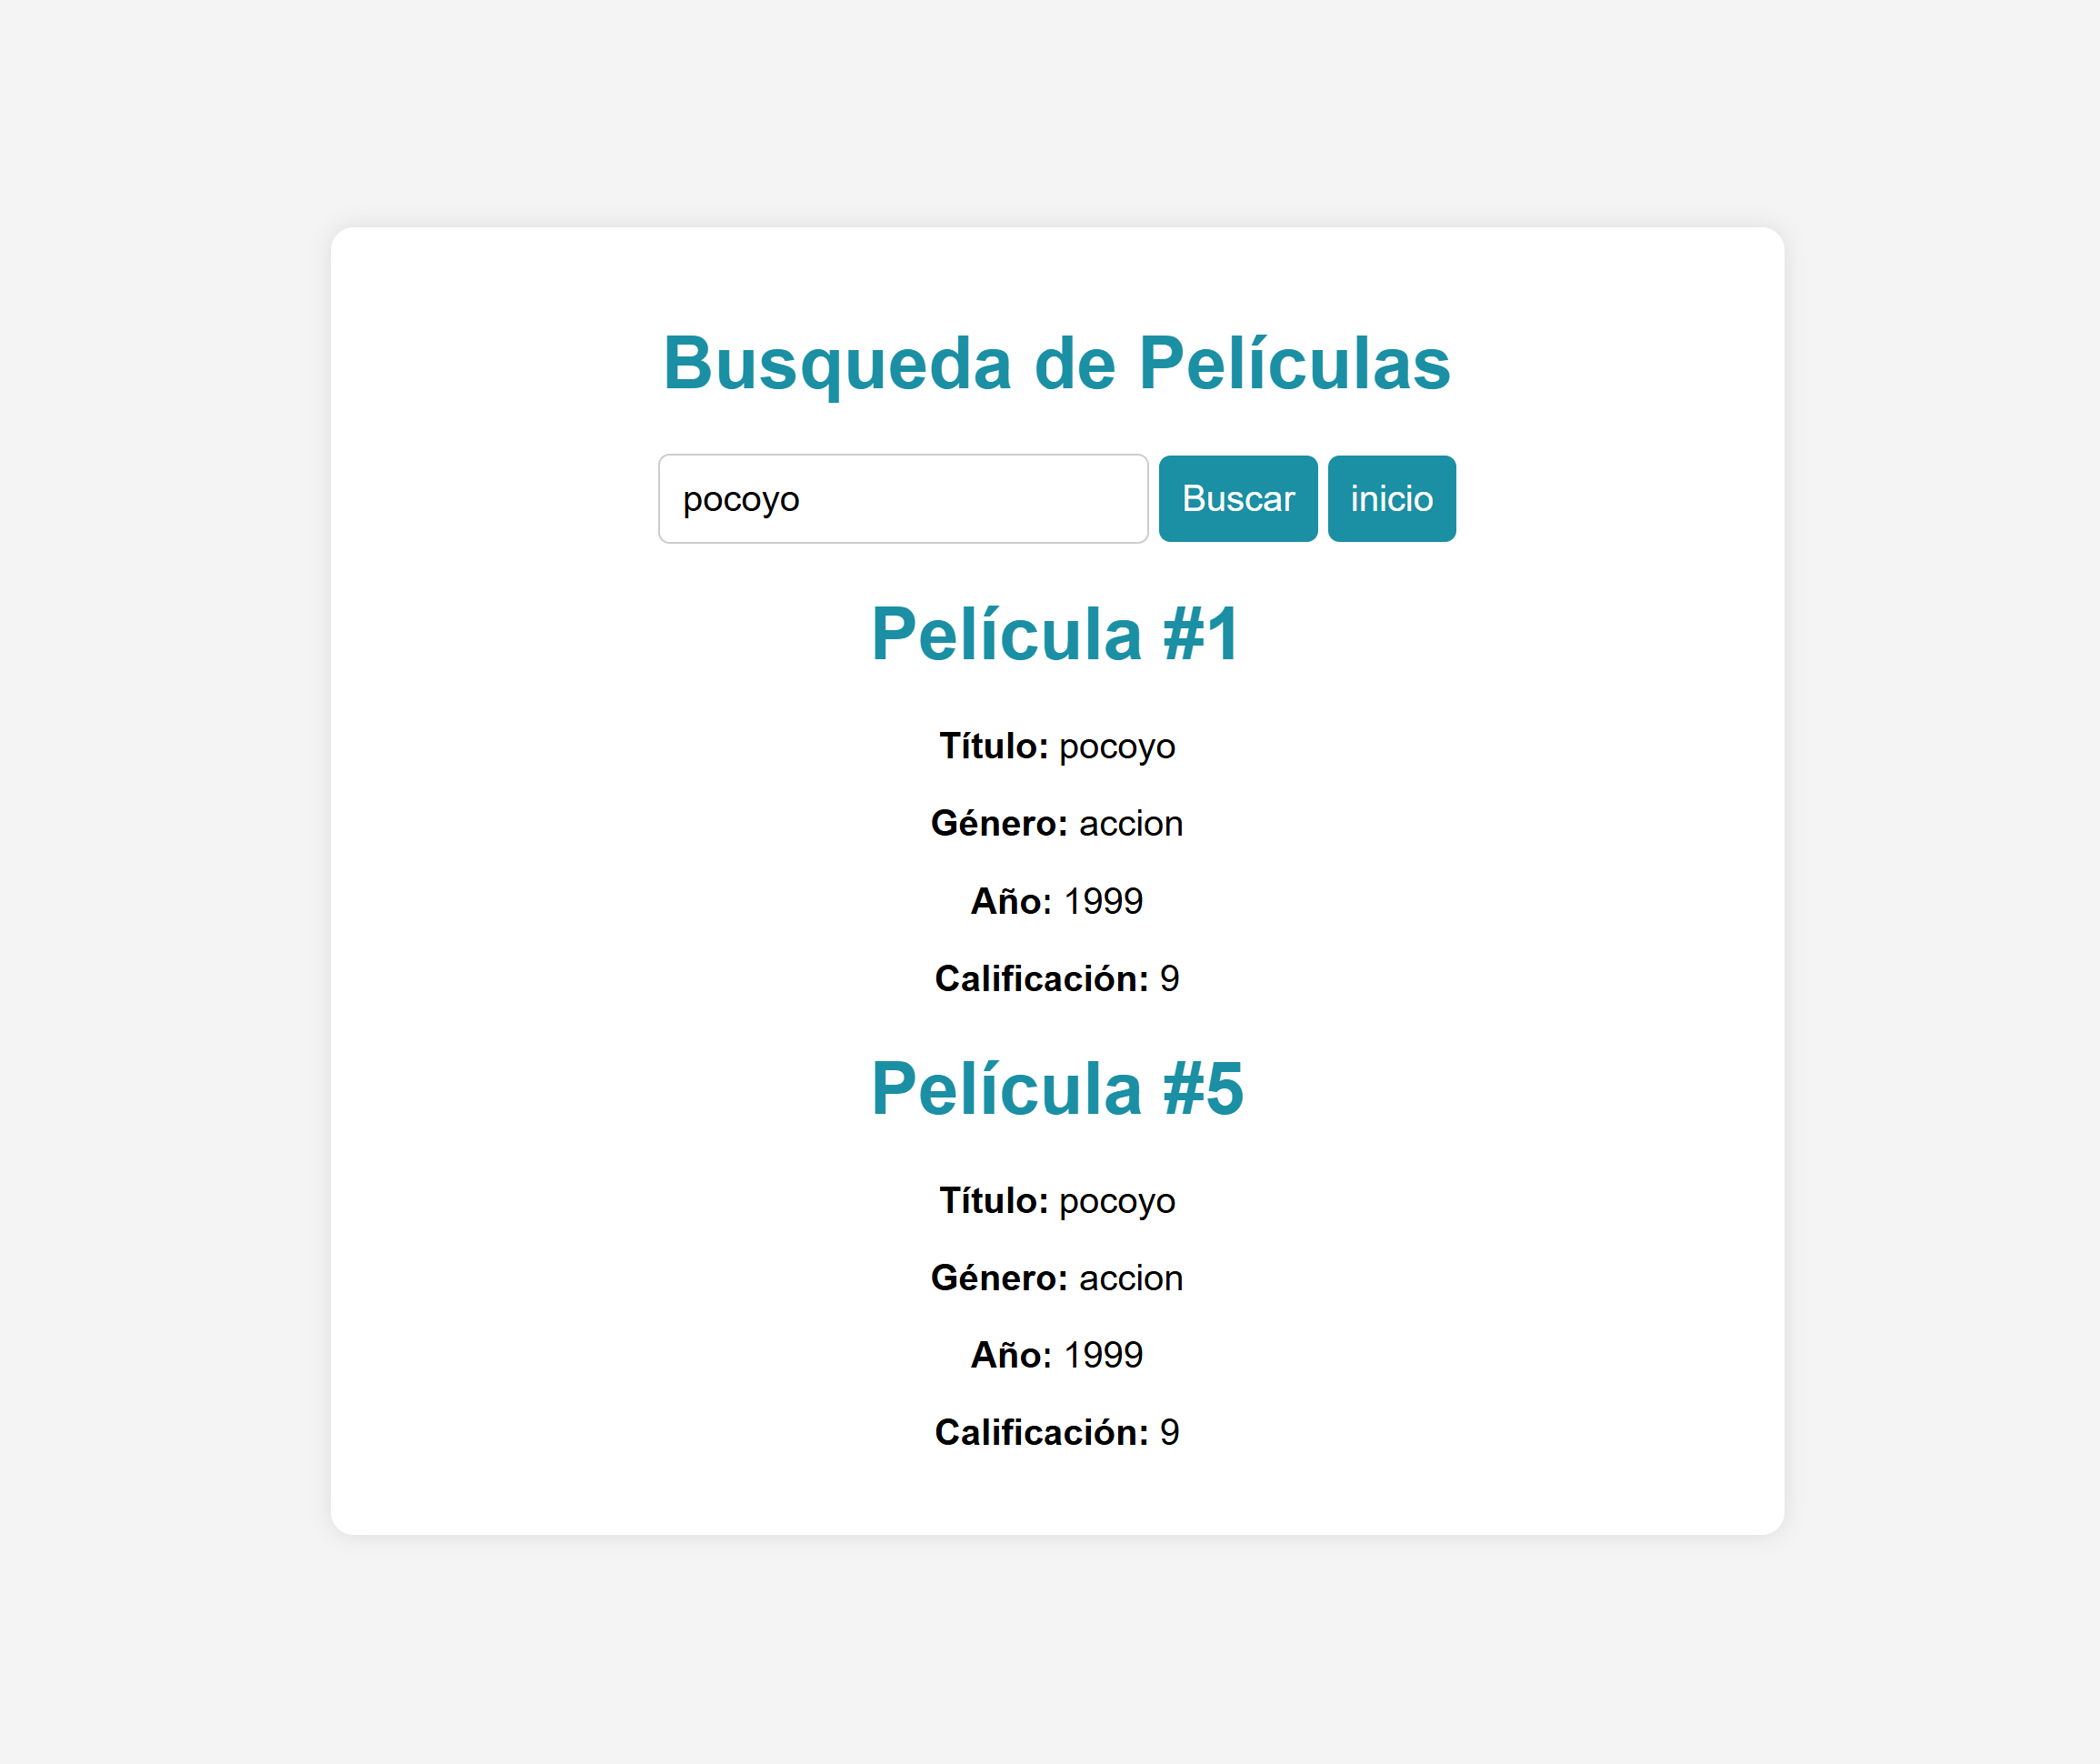 Busqueda de Películas
pocoyo Buscar inicio
Película #1
Título: pocoyo
Género: accion
Año: 1999
Calificación: 9
Película #5
Título: pocoyo
Género: accion
Año: 1999
Calificación: 9